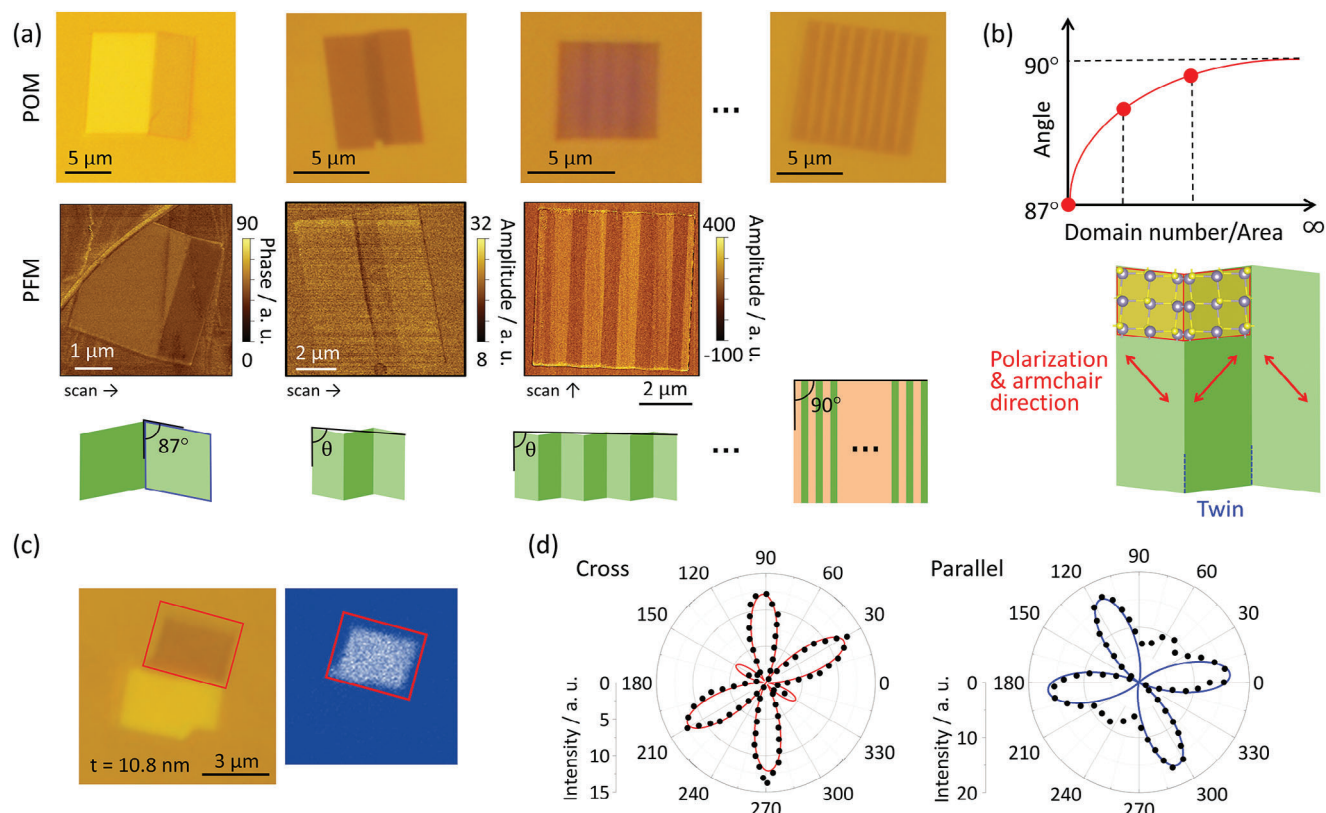 (a)
POM
5 μm
5 μm
5 μm
...
5 μm
PFM
90
Phase / a. u.
0
1 μm
scan →
32
Amplitude / a. u.
8
2 μm
scan →
400
Amplitude / a. u.
-100
scan ↑
2 μm
87°
θ
θ
...
90°
...
(b)
90°
Angle
87°
Domain number/Area
∞
Polarization
& armchair
direction
Twin
(c)
t = 10.8 nm
3 μm
(d)
Cross
90
120
60
150
30
180
0
210
330
240
300
270
0
5
10
15
Intensity / a. u.
Parallel
90
120
60
150
30
180
0
210
330
240
300
270
0
10
20
Intensity / a. u.